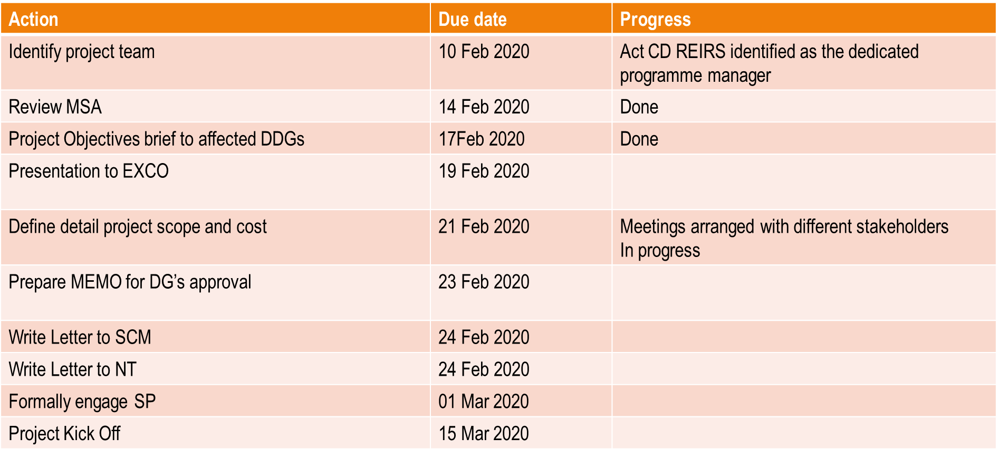 Action Due date Progress
Identify project team 10 Feb 2020 Act CD REIRS identified as the dedicated
programme manager
Review MSA 14 Feb 2020 Done
Project Objectives brief to affected DDGs 17Feb 2020 Done
Presentation to EXCO 19 Feb 2020
Define detail project scope and cost 21 Feb 2020 Meetings arranged with different stakeholders
In progress
Prepare MEMO for DG’s approval 23 Feb 2020
Write Letter to SCM 24 Feb 2020
Write Letter to NT 24 Feb 2020
Formally engage SP 01 Mar 2020
Project Kick Off 15 Mar 2020